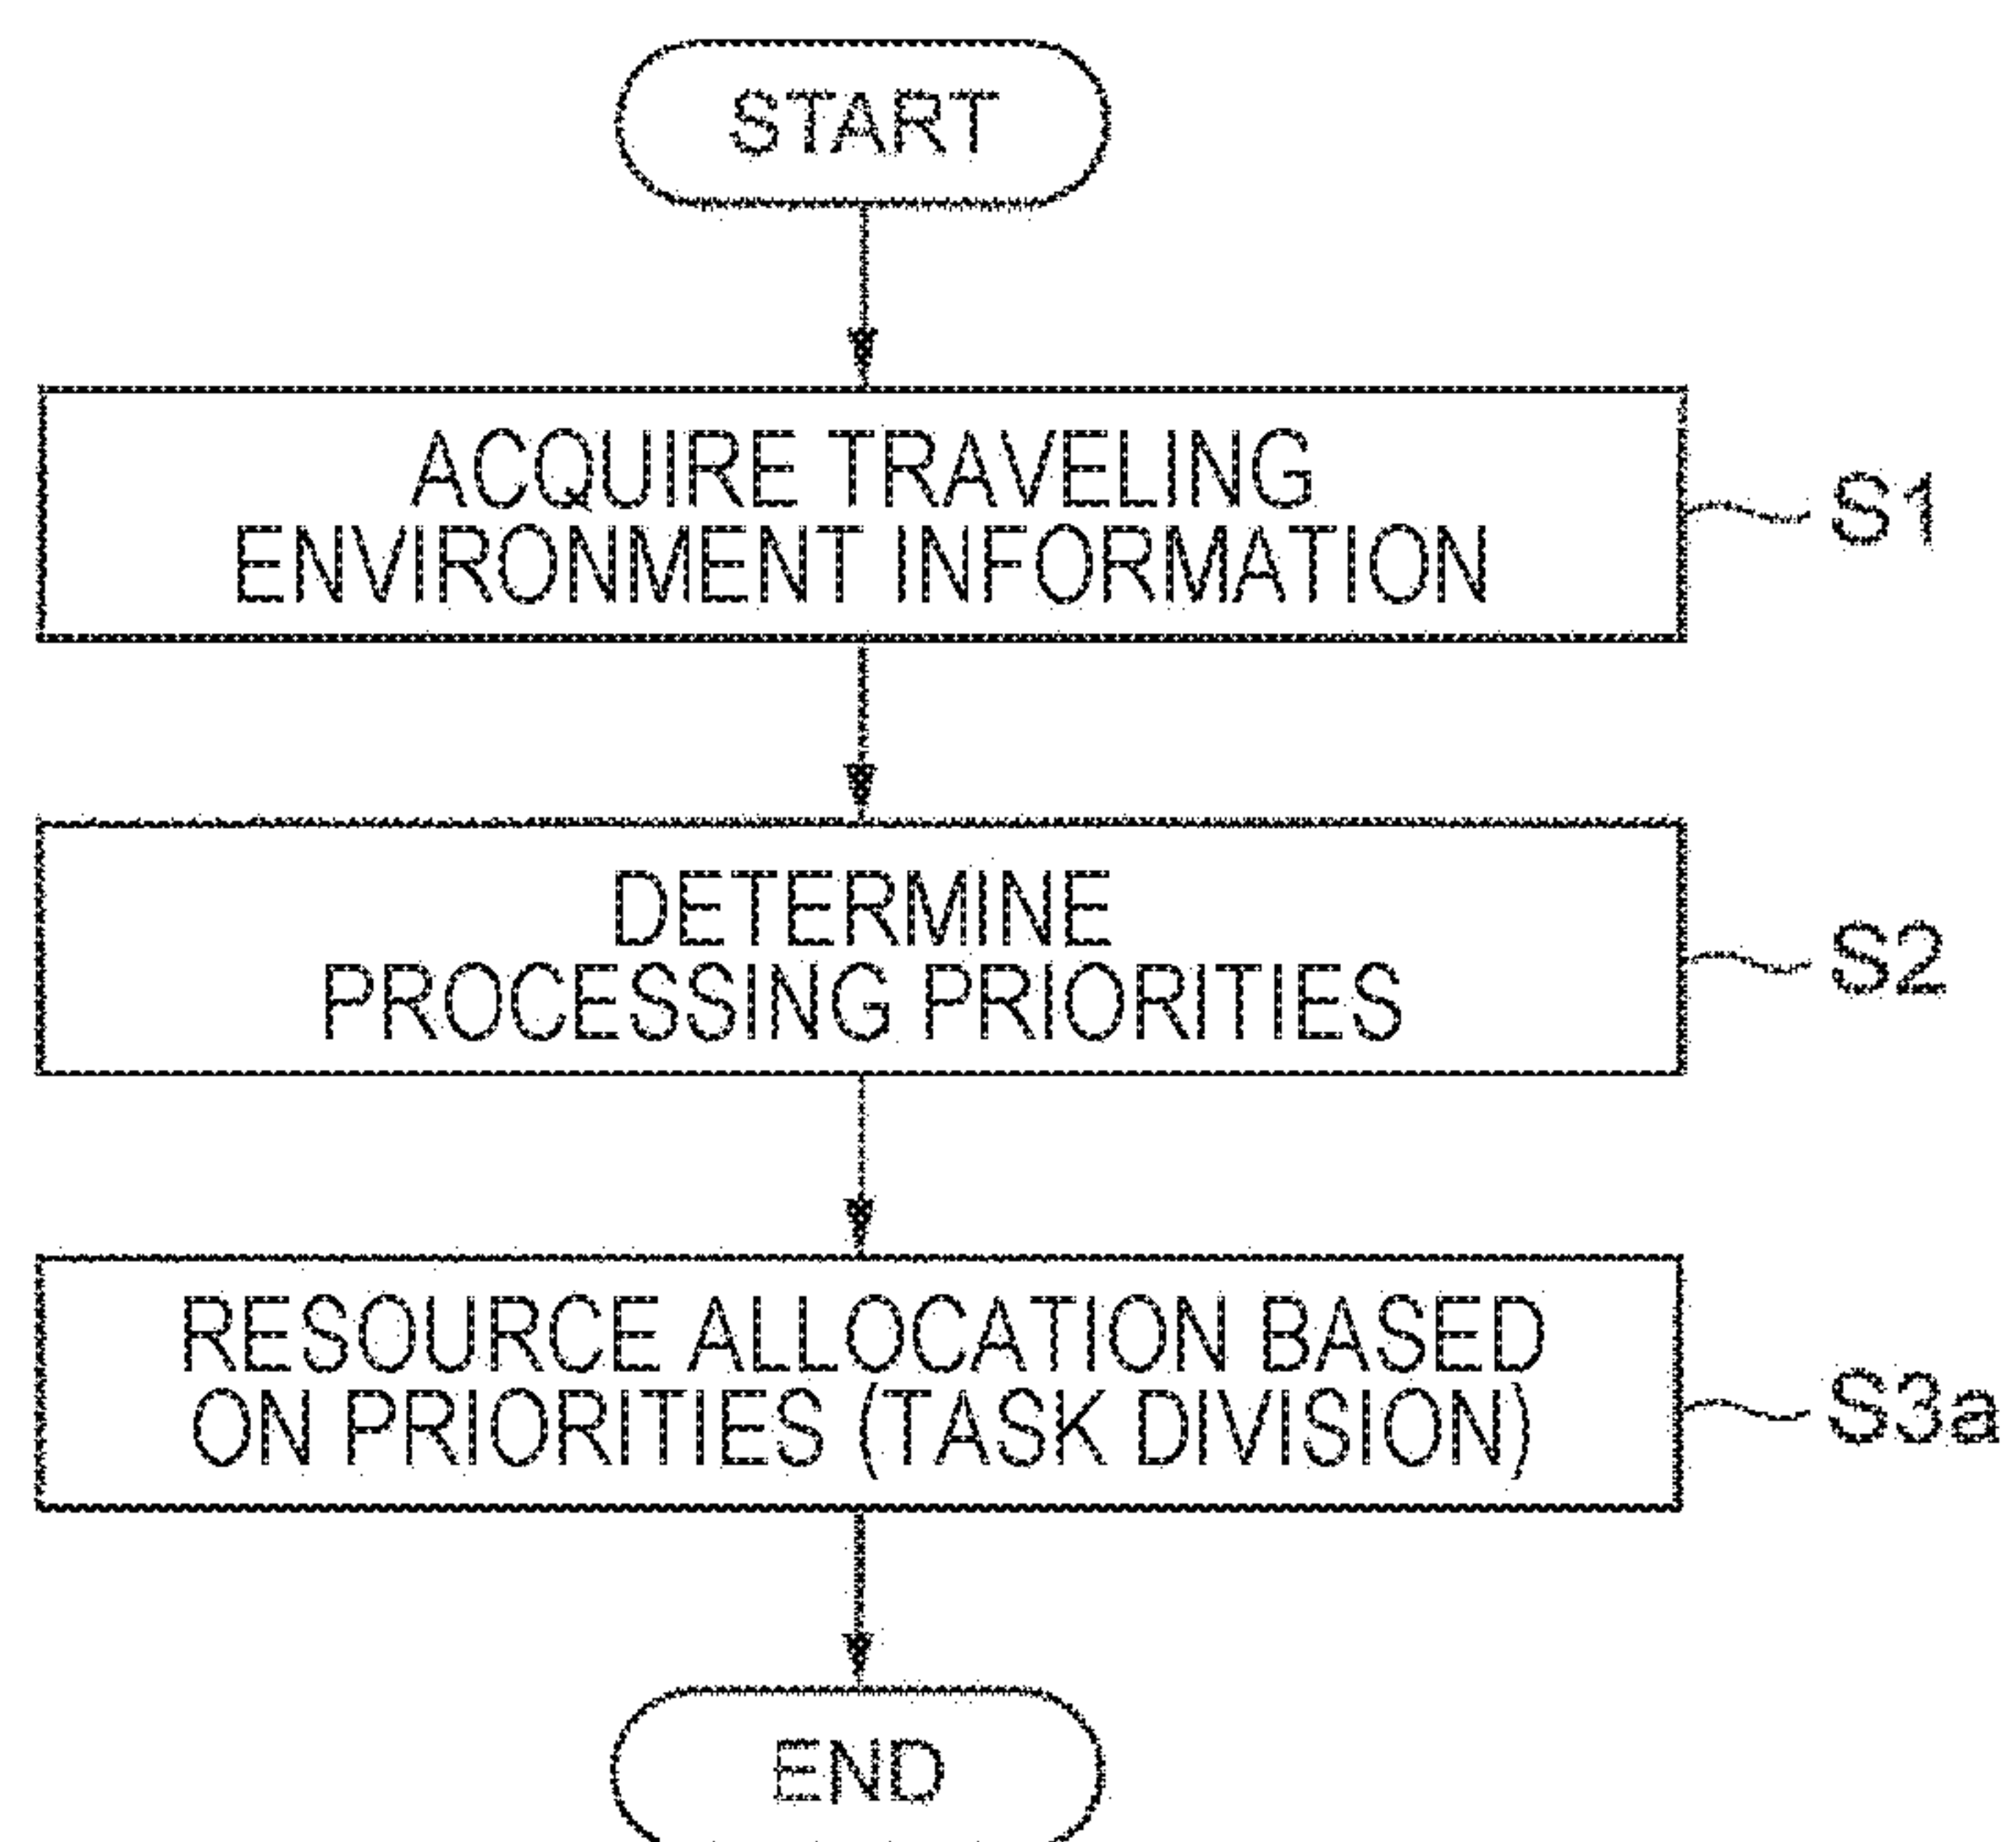 START
ACQUIRE TRAVELING
ENVIRONMENT INFORMATION
S1
DETERMINE
PROCESSING PRIORITIES
S2
RESOURCE ALLOCATION BASED
ON PRIORITIES (TASK DIVISION)
S3a
END